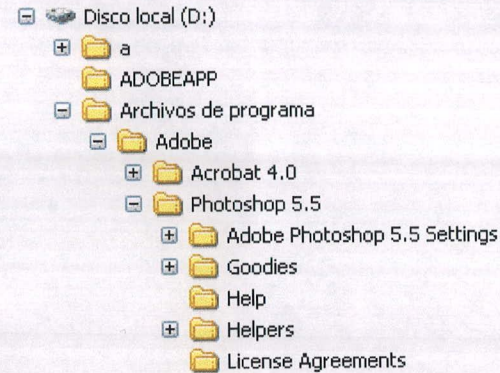 Disco local (D:)
a
ADOBEAPP
Archivos de programa
Adobe
Acrobat 4.0
Photoshop 5.5
Adobe Photoshop 5.5 Settings
Goodies
Help
Helpers
License Agreements